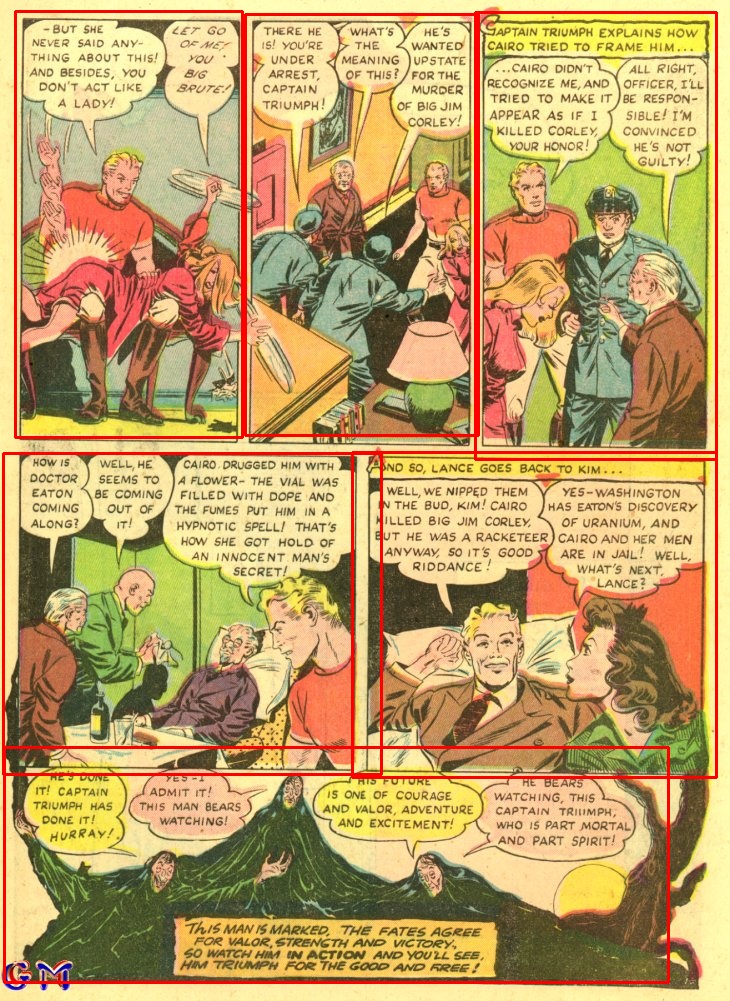 - BUT SHE
NEVER SAID ANY-
THING ABOUT THIS!
AND BESIDES, YOU
DON'T ACT LIKE
A LADY!
LET GO
OF ME!
YOU
BIG
BRUTE!
THERE HE
IS! YOU'RE
UNDER
ARREST,
CAPTAIN
TRIUMPH!
WHAT'S
THE
MEANING
OF THIS?
HE'S
WANTED
UPSTATE
FOR THE
MURDER
OF BIG JIM
CORLEY!
CAPTAIN TRIUMPH EXPLAINS HOW
CAIRO TRIED TO FRAME HIM...
...CAIRO DIDN'T
RECOGNIZE ME, AND
TRIED TO MAKE IT
APPEAR AS IF I
KILLED CORLEY,
YOUR HONOR!
ALL RIGHT,
OFFICER, I'LL
BE RESPON-
SIBLE! I'M
CONVINCED
HE'S NOT
GUILTY!
HOW IS
DOCTOR
EATON
COMING
ALONG?
WELL, HE
SEEMS TO
BE COMING
OUT OF
IT!
CAIRO DRUGGED HIM WITH
A FLOWER- THE VIAL WAS
FILLED WITH DOPE AND
THE FUMES PUT HIM IN A
HYPNOTIC SPELL! THAT'S
HOW SHE GOT HOLD OF
AN INNOCENT MAN'S
SECRET!
AND SO, LANCE GOES BACK TO KIM...
WELL, WE NIPPED THEM
IN THE BUD, KIM! CAIRO
KILLED BIG JIM CORLEY,
BUT HE WAS A RACKETEER
ANYWAY, SO IT'S GOOD
RIDDANCE!
YES-WASHINGTON
HAS EATON'S DISCOVERY
OF URANIUM, AND
CAIRO AND HER MEN
ARE IN JAIL! WELL,
WHAT'S NEXT,
LANCE?
HE'S DONE
IT! CAPTAIN
TRIUMPH HAS
DONE IT!
HURRAY!
YES-I
ADMIT IT!
THIS MAN BEARS
WATCHING!
HIS FUTURE
IS ONE OF COURAGE
AND VALOR, ADVENTURE
AND EXCITEMENT!
HE BEARS
WATCHING, THIS
CAPTAIN TRIUMPH,
WHO IS PART MORTAL
AND PART SPIRIT!
THIS MAN IS MARKED, THE FATES AGREE
FOR VALOR, STRENGTH AND VICTORY,
SO WATCH HIM IN ACTION AND YOU'LL SEE,
HIM TRIUMPH FOR THE GOOD AND FREE!
GM